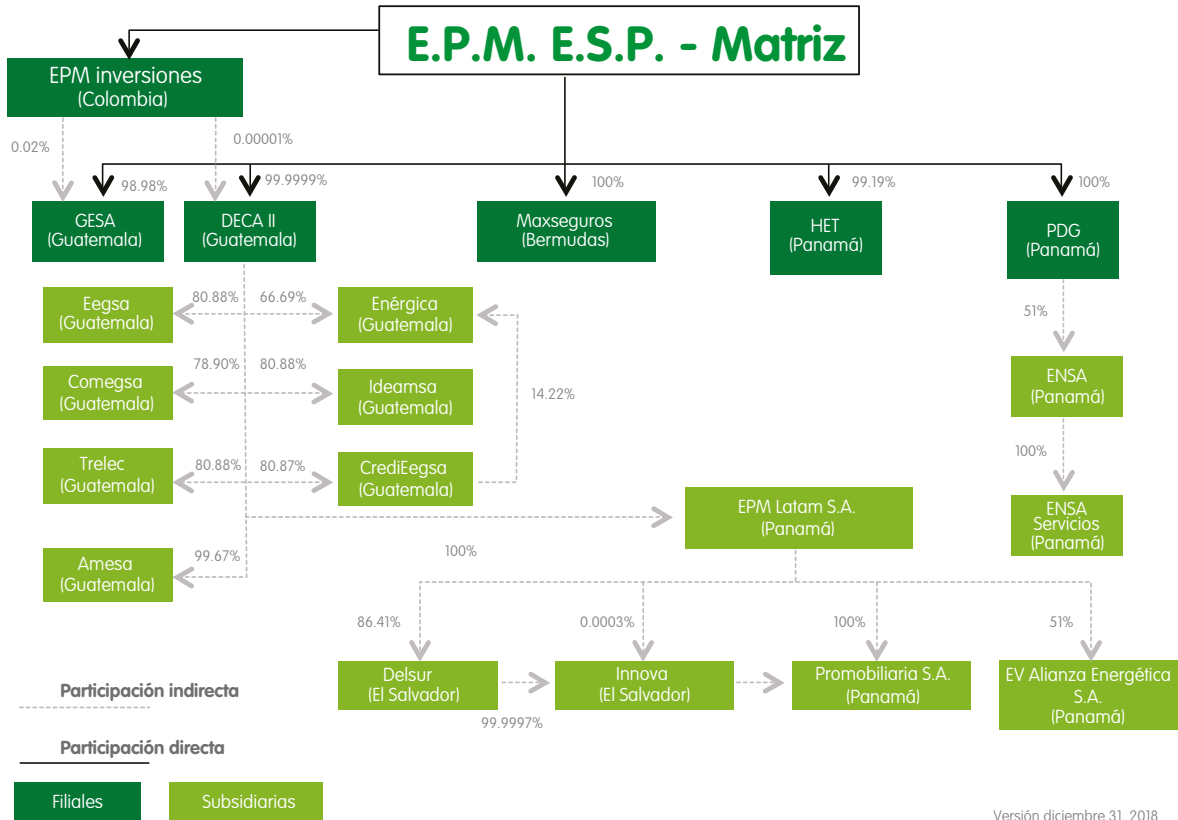 E.P.M. E.S.P. - Matriz
EPM inversiones
(Colombia)
0.02%
0.00001%
98.98%
99.9999%
100%
99.19%
100%
GESA
(Guatemala)
DECA II
(Guatemala)
Maxseguros
(Bermudas)
HET
(Panamá)
PDG
(Panamá)
Eegsa
(Guatemala)
80.88%
66.69%
Enérgica
(Guatemala)
51%
Comegsa
(Guatemala)
78.90%
80.88%
Ideamsa
(Guatemala)
14.22%
ENSA
(Panamá)
Trelec
(Guatemala)
80.88%
80.87%
CrediEegsa
(Guatemala)
100%
EPM Latam S.A.
(Panamá)
ENSA
Servicios
(Panamá)
Amesa
(Guatemala)
99.67%
100%
86.41%
0.0003%
100%
51%
Delsur
(El Salvador)
Innova
(El Salvador)
Promobiliaria S.A.
(Panamá)
EV Alianza Energética
S.A.
(Panamá)
99.9997%
Participación indirecta
Participación directa
Filiales
Subsidiarias
Versión diciembre 31, 2018